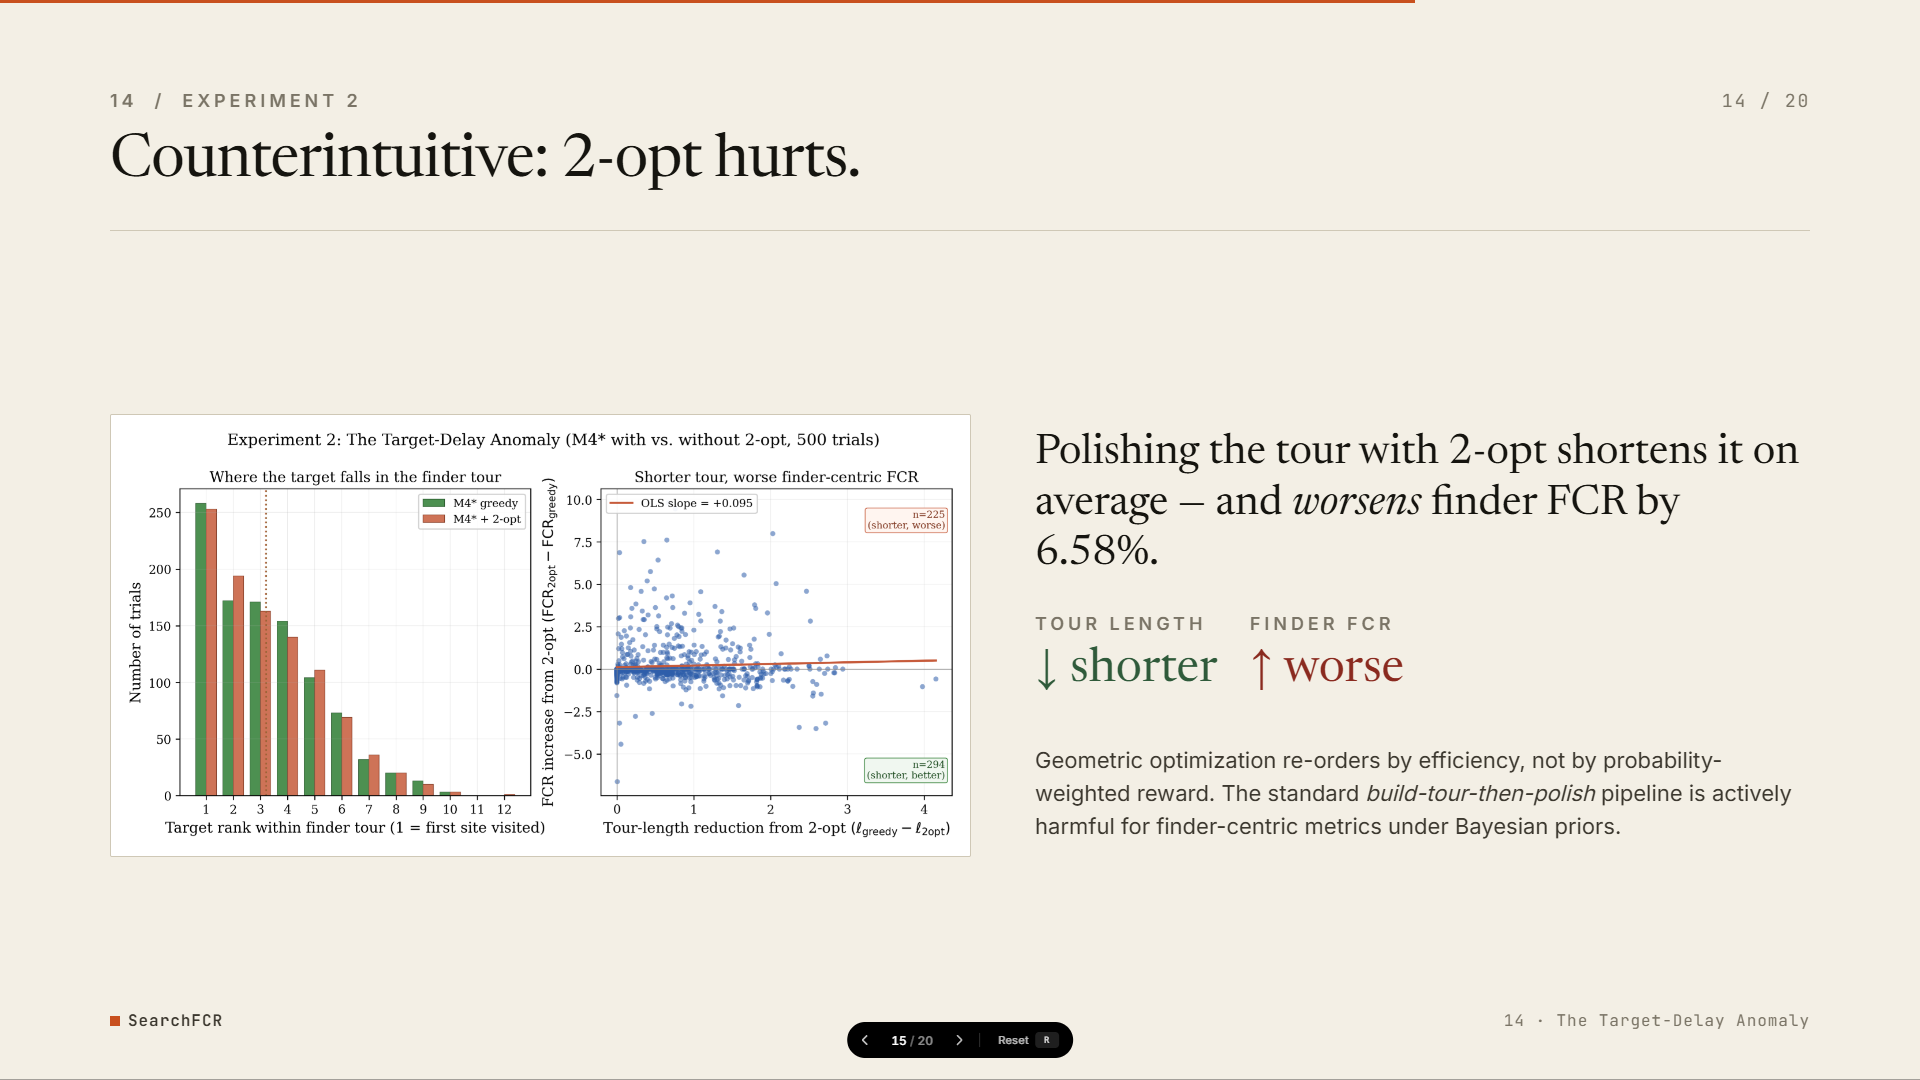 14 / EXPERIMENT 2
14 / 20
Counterintuitive: 2-opt hurts.
Experiment 2: The Target-Delay Anomaly (M4* with vs. without 2-opt, 500 trials)
Where the target falls in the finder tour
M4* greedy
M4* + 2-opt
Number of trials
250
200
150
100
50
0
1 2 3 4 5 6 7 8 9 10 11 12
Target rank within finder tour (1 = first site visited)
Shorter tour, worse finder-centric FCR
OLS slope = +0.095
n=225
(shorter, worse)
n=294
(shorter, better)
FCR increase from 2-opt (FCR2opt − FCRgreedy)
10.0
7.5
5.0
2.5
0.0
−2.5
−5.0
0 1 2 3 4
Tour-length reduction from 2-opt (ℓgreedy − ℓ2opt)
Polishing the tour with 2-opt shortens it on
average — and worsens finder FCR by
6.58%.
TOUR LENGTH FINDER FCR
↓ shorter ↑ worse
Geometric optimization re-orders by efficiency, not by probability-
weighted reward. The standard build-tour-then-polish pipeline is actively
harmful for finder-centric metrics under Bayesian priors.
SearchFCR
15 / 20 Reset R
14 · The Target-Delay Anomaly